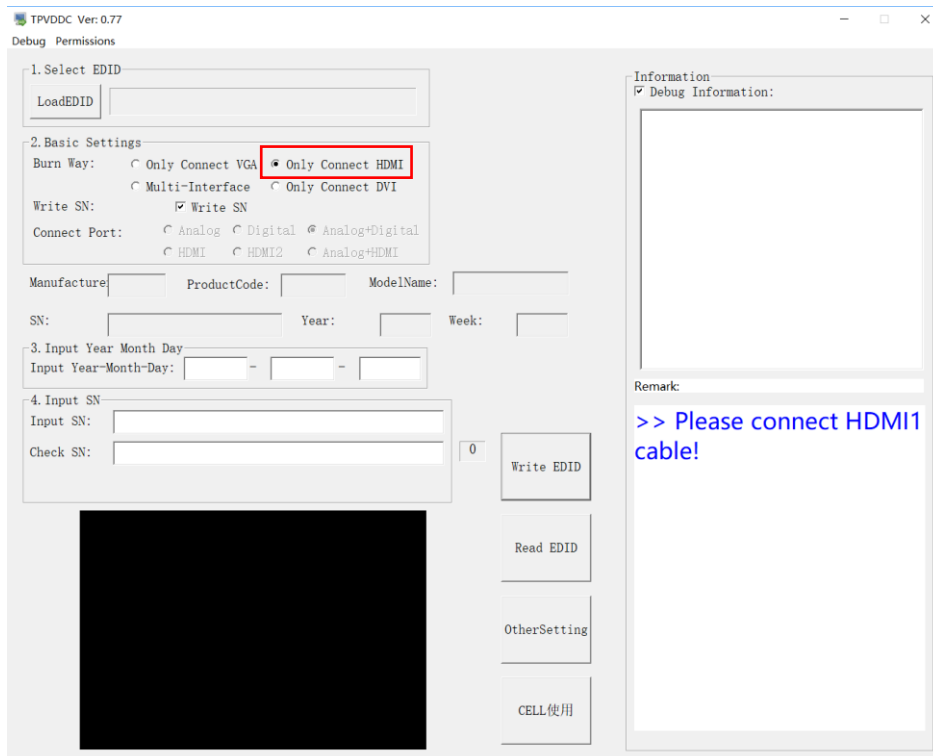 TPVDDC Ver: 0.77
Debug Permissions
1. Select EDID
LoadEDID
2. Basic Settings
Burn Way: Only Connect VGA Only Connect HDMI
Multi-Interface Only Connect DVI
Write SN: Write SN
Connect Port: Analog Digital Analog+Digital
HDMI HDMI2 Analog+HDMI
Manufacture: ProductCode: ModelName:
SN: Year: Week:
3. Input Year Month Day
Input Year-Month-Day: - -
4. Input SN
Input SN:
Check SN: 0
Write EDID
Read EDID
OtherSetting
CELL使用
Information
Debug Information:
Remark:
>> Please connect HDMI1
cable!